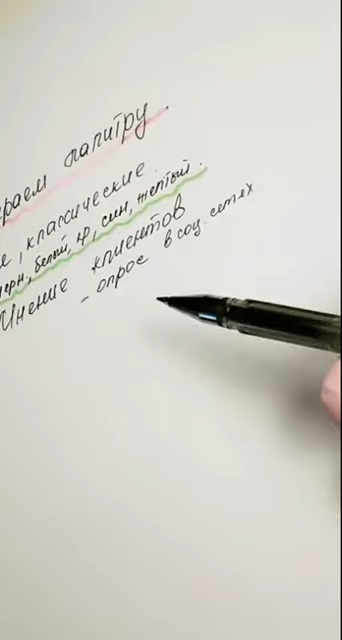 раем палитру.
е, классические.
черн, белый, кр, син, желтый.
Мнение клиентов
- опрос в соц. сетях